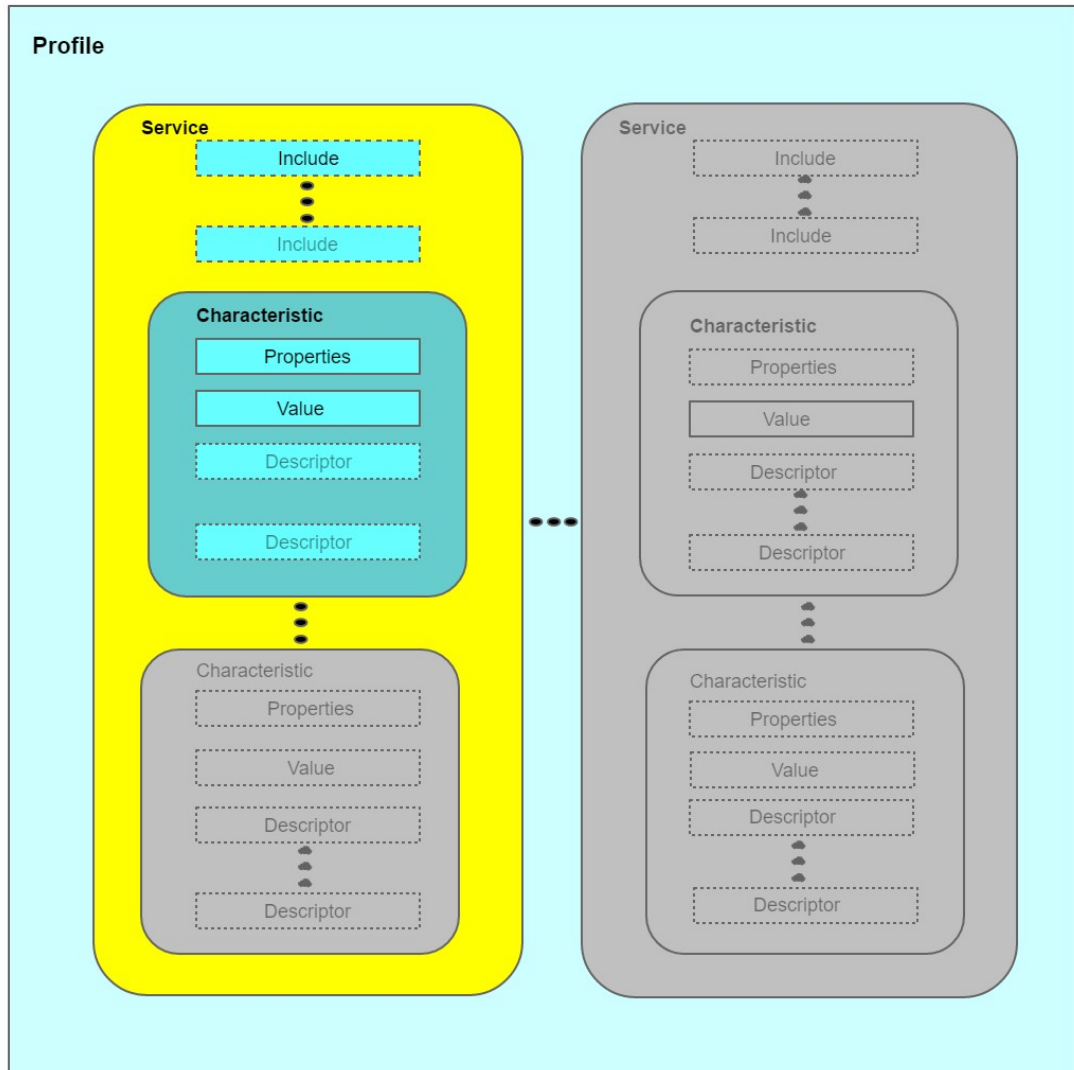 Profile
Service
Include
Include
Characteristic
Properties
Value
Descriptor
Descriptor
Characteristic
Properties
Value
Descriptor
Descriptor
Service
Include
Include
Characteristic
Properties
Value
Descriptor
Descriptor
Characteristic
Properties
Value
Descriptor
Descriptor